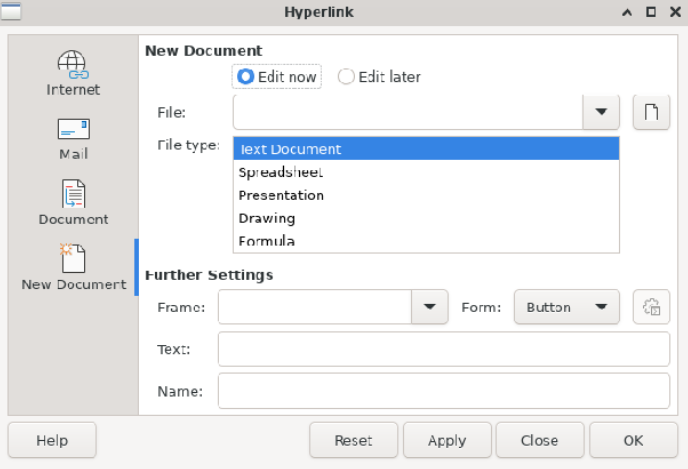 Hyperlink
Internet
Mail
Document
New Document
New Document
Edit now Edit later
File:
File type:
Text Document
Spreadsheet
Presentation
Drawing
Formula
Further Settings
Frame: Form: Button
Text:
Name:
Help Reset Apply Close OK